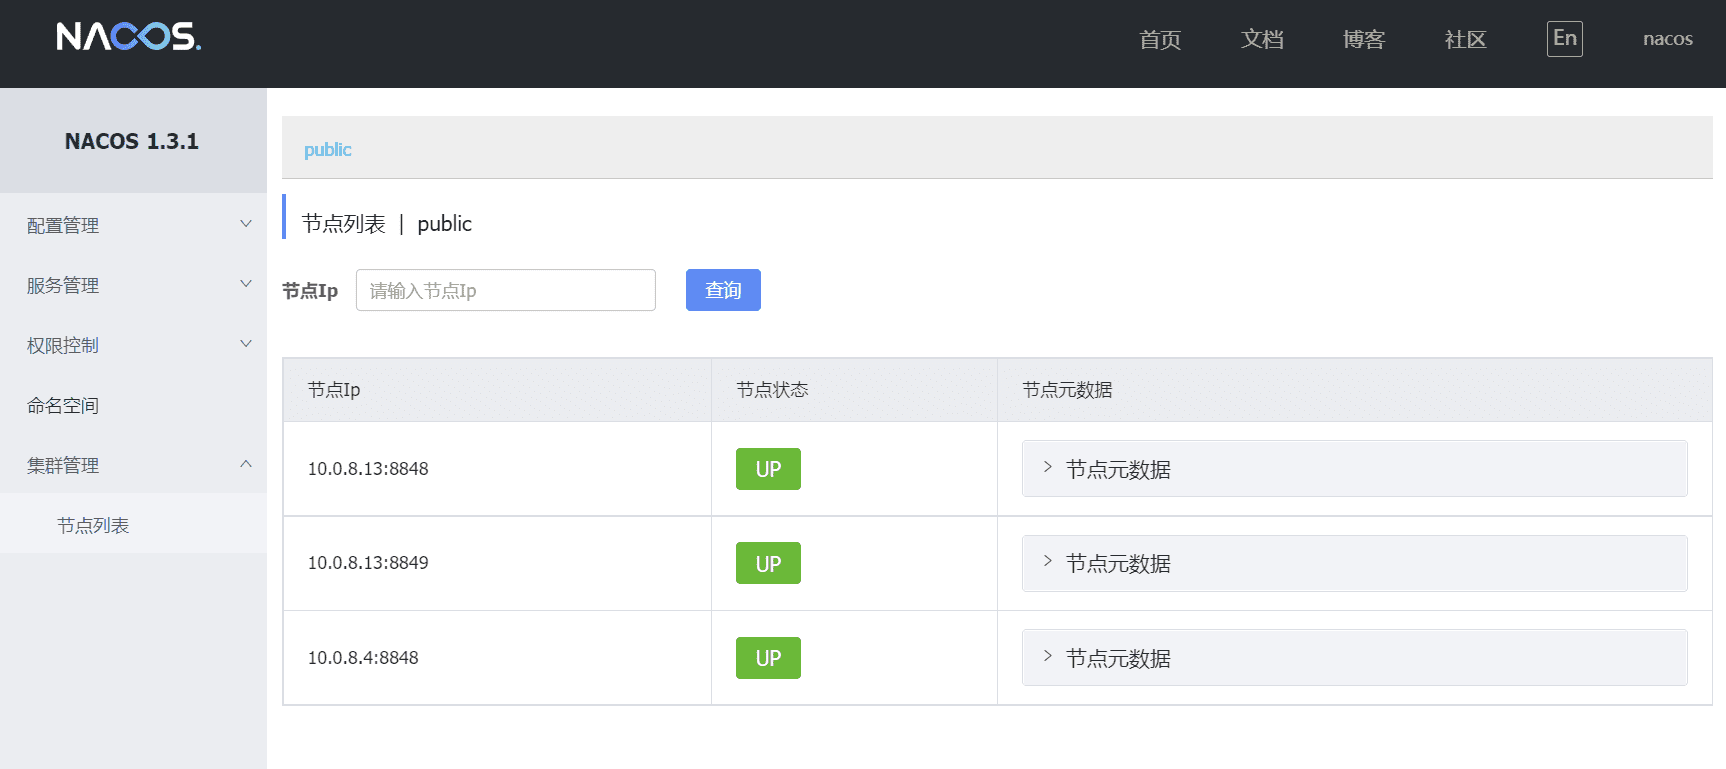 NACOS.
首页 文档 博客 社区 En nacos
NACOS 1.3.1
配置管理
服务管理
权限控制
命名空间
集群管理
节点列表
public
节点列表 | public
节点Ip 请输入节点Ip 查询
节点Ip 节点状态 节点元数据
10.0.8.13:8848 UP 节点元数据
10.0.8.13:8849 UP 节点元数据
10.0.8.4:8848 UP 节点元数据